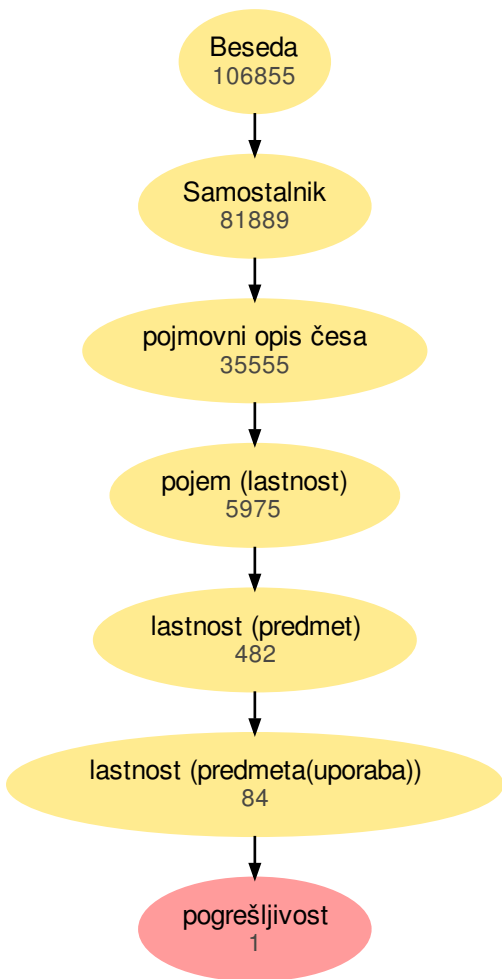 Beseda
106855
Samostalnik
81889
pojmovni opis česa
35555
pojem (lastnost)
5975
lastnost (predmet)
482
lastnost (predmeta(uporaba))
84
pogrešljivost
1